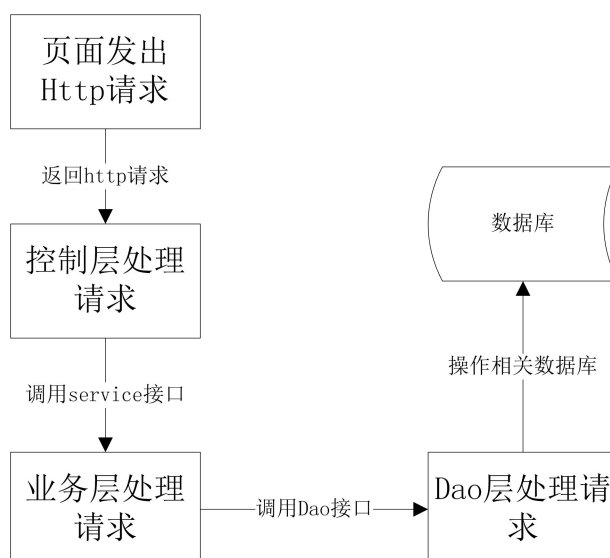 页面发出
Http请求
返回http请求
控制层处理
请求
调用service接口
业务层处理
请求
调用Dao接口
Dao层处理请
求
操作相关数据库
数据库